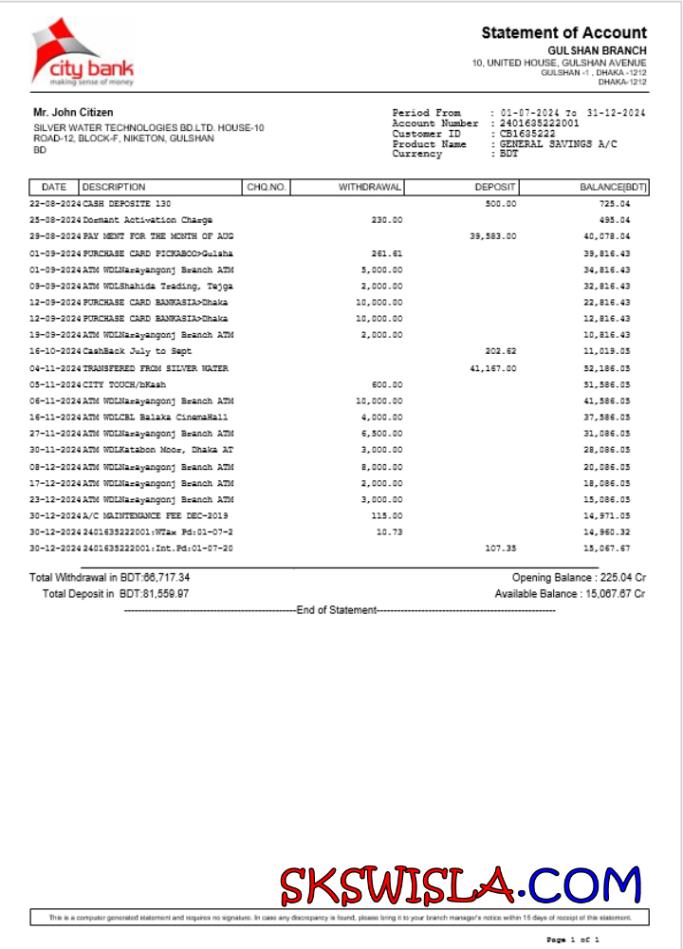 city bank
making sense of money
Statement of Account
GULSHAN BRANCH
10, UNITED HOUSE, GULSHAN AVENUE
GULSHAN -1 , DHAKA -1212
DHAKA-1212
Mr. John Citizen
SILVER WATER TECHNOLOGIES BD.LTD. HOUSE-10
ROAD-12, BLOCK-F, NIKETON, GULSHAN
BD
Period From : 01-07-2024 To 31-12-2024
Account Number : 2401635222001
Customer ID : CB1635222
Product Name : GENERAL SAVINGS A/C
Currency : BDT
DATE DESCRIPTION CHQ.NO. WITHDRAWAL DEPOSIT BALANCE[BDT]
22-08-2024 CASH DEPOSITE 130 500.00 725.04
25-08-2024 Dormant Activation Charge 230.00 495.04
29-08-2024 PAY MENT FOR THE MONTH OF AUG 39,583.00 40,078.04
01-09-2024 PURCHASE CARD PICKABOO>Gulsha 261.61 39,816.43
01-09-2024 ATM WDLNarayangonj Branch ATM 5,000.00 34,816.43
09-09-2024 ATM WDLShahida Trading, Tejga 2,000.00 32,816.43
12-09-2024 PURCHASE CARD BANKASIA>Dhaka 10,000.00 22,816.43
12-09-2024 PURCHASE CARD BANKASIA>Dhaka 10,000.00 12,816.43
19-09-2024 ATM WDLNarayangonj Branch ATM 2,000.00 10,816.43
16-10-2024 CashBack July to Sept 202.62 11,019.05
04-11-2024 TRANSFERED FROM SILVER WATER 41,167.00 52,186.05
05-11-2024 CITY TOUCH/bKash 600.00 51,586.05
06-11-2024 ATM WDLNarayangonj Branch ATM 10,000.00 41,586.05
16-11-2024 ATM WDLCBL Balaka CinemaHall 4,000.00 37,586.05
27-11-2024 ATM WDLNarayangonj Branch ATM 6,500.00 31,086.05
30-11-2024 ATM WDLKatabon Moor, Dhaka AT 3,000.00 28,086.05
08-12-2024 ATM WDLNarayangonj Branch ATM 8,000.00 20,086.05
17-12-2024 ATM WDLNarayangonj Branch ATM 2,000.00 18,086.05
23-12-2024 ATM WDLNarayangonj Branch ATM 3,000.00 15,086.05
30-12-2024 A/C MAINTENANCE FEE DEC-2019 115.00 14,971.05
30-12-2024 2401635222001:WTax Pd:01-07-2 10.73 14,960.32
30-12-2024 2401635222001:Int.Pd:01-07-20 107.35 15,067.67
Total Withdrawal in BDT:66,717.34 Opening Balance : 225.04 Cr
Total Deposit in BDT:81,559.97 Available Balance : 15,067.67 Cr
End of Statement
SKSWISLA.COM
This is a computer generated statement and requires no signature. In case any discrepancy is found, please bring it to your branch manager's notice within 15 days of receipt of this statement.
Page 1 of 1